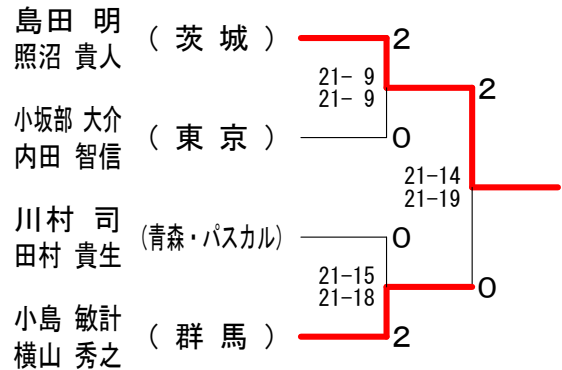 島田 明
照沼 貴人
( 茨 城 )
2
21- 9
21- 9
2
小坂部 大介
内田 智信
( 東 京 )
0
21-14
21-19
川村 司
田村 貴生
(青森・パスカル)
0
21-15
21-18
0
小島 敏計
横山 秀之
( 群 馬 )
2